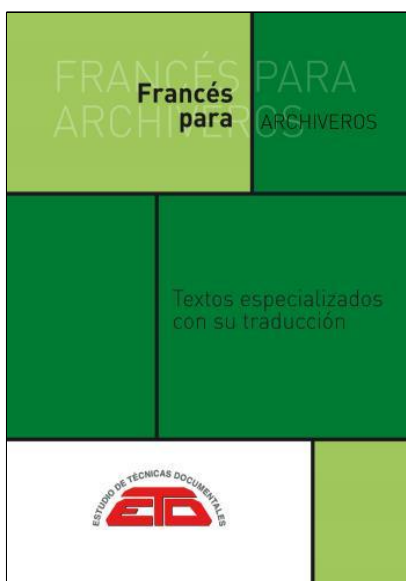 FRANCÉS PARA
ARCHIVEROS
Francés
para ARCHIVEROS
Textos especializados
con su traducción
ESTUDIO DE TÉCNICAS DOCUMENTALES
ETD